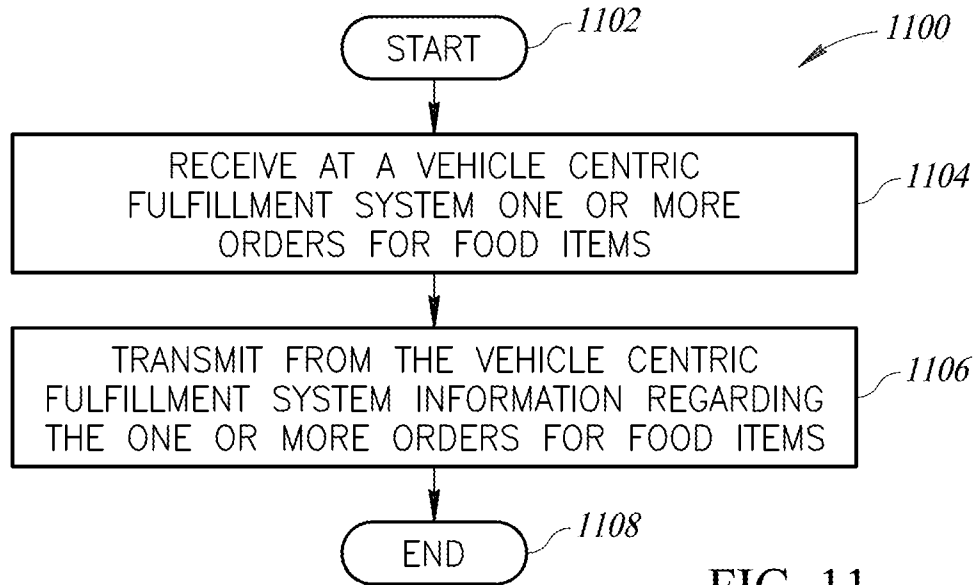 START
1102
1100
RECEIVE AT A VEHICLE CENTRIC
FULFILLMENT SYSTEM ONE OR MORE
ORDERS FOR FOOD ITEMS
1104
TRANSMIT FROM THE VEHICLE CENTRIC
FULFILLMENT SYSTEM INFORMATION REGARDING
THE ONE OR MORE ORDERS FOR FOOD ITEMS
1106
END
1108
FIG. 11